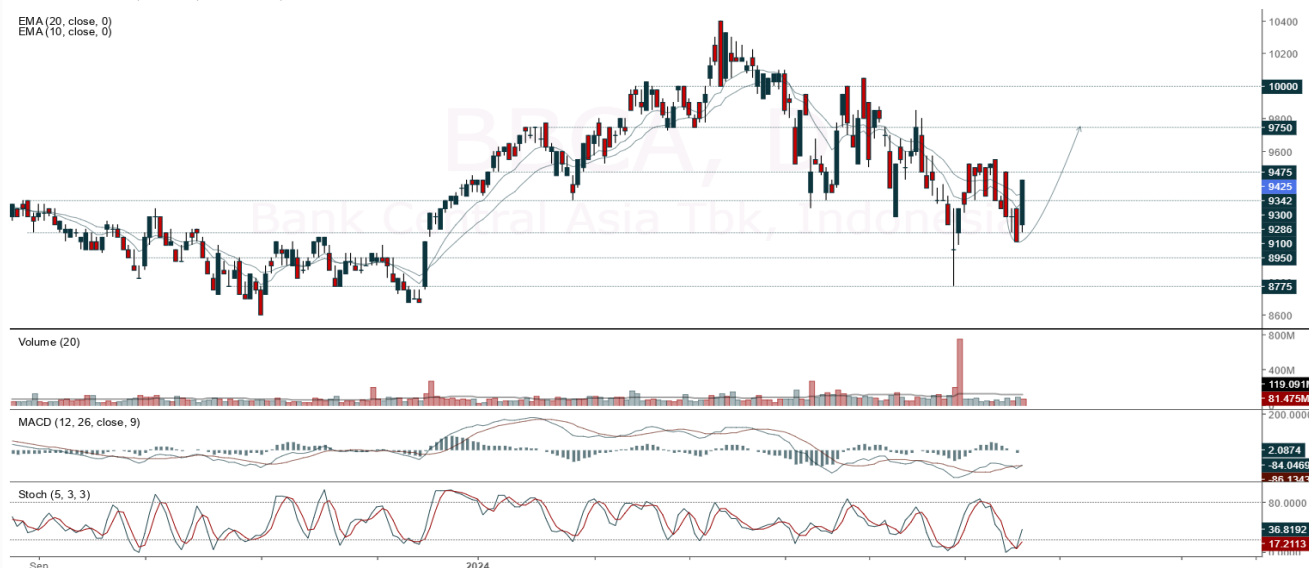 EMA (20, close, 0)
EMA (10, close, 0)
BBCA, D
Bank Central Asia Tbk, Indonesia
10400
10200
10000
9800
9750
9600
9475
9425
9342
9300
9286
9100
8950
8775
8600
Volume (20)
800M
400M
119.091M
81.475M
MACD (12, 26, close, 9)
200.0000
2.0874
-84.0469
-86.1343
Stoch (5, 3, 3)
80.0000
36.8192
17.2113
Sep
2024